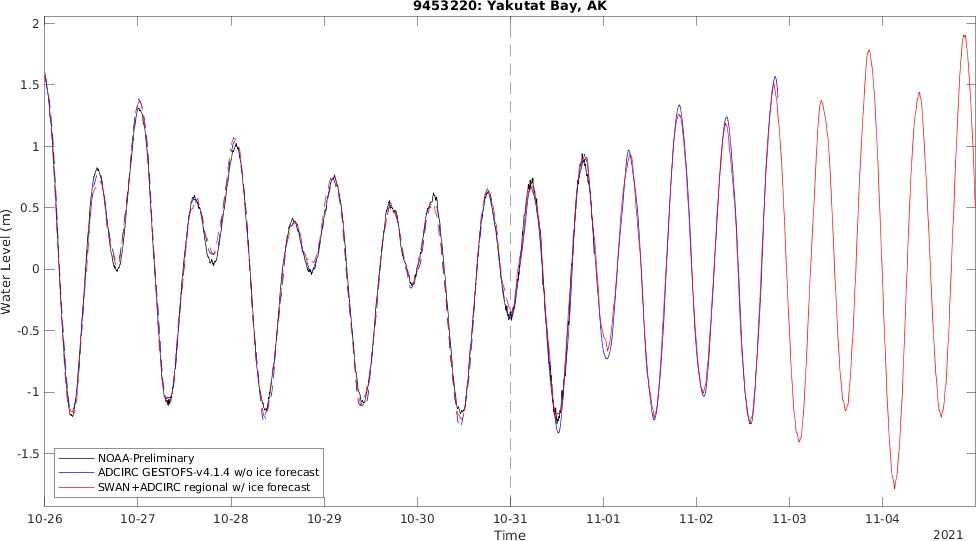 9453220: Yakutat Bay, AK
2
1.5
1
0.5
0
-0.5
-1
-1.5
Water Level (m)
NOAA-Preliminary
ADCIRC GESTOFS-v4.1.4 w/o ice forecast
SWAN+ADCIRC regional w/ ice forecast
10-26 10-27 10-28 10-29 10-30 10-31 11-01 11-02 11-03 11-04
Time
2021